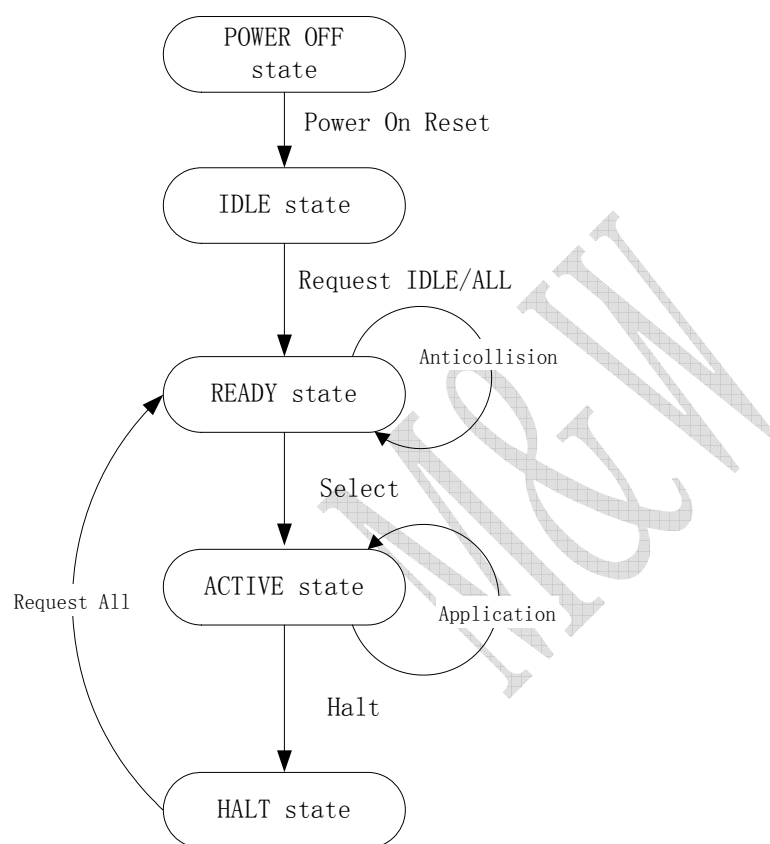 POWER OFF
state
Power On Reset
IDLE state
Request IDLE/ALL
Anticollision
READY state
Select
ACTIVE state
Request All
Application
Halt
HALT state
M&W